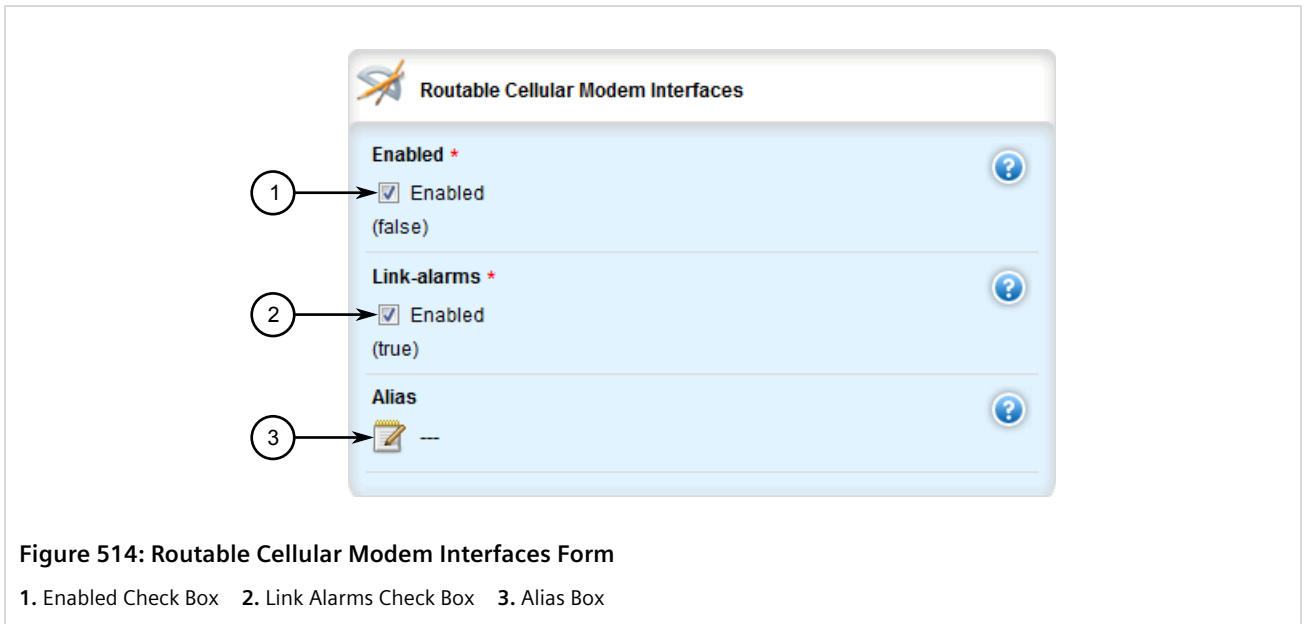 Routable Cellular Modem Interfaces
Enabled *
1
Enabled
(false)
Link-alarms *
2
Enabled
(true)
Alias
3
---
Figure 514: Routable Cellular Modem Interfaces Form
1. Enabled Check Box 2. Link Alarms Check Box 3. Alias Box